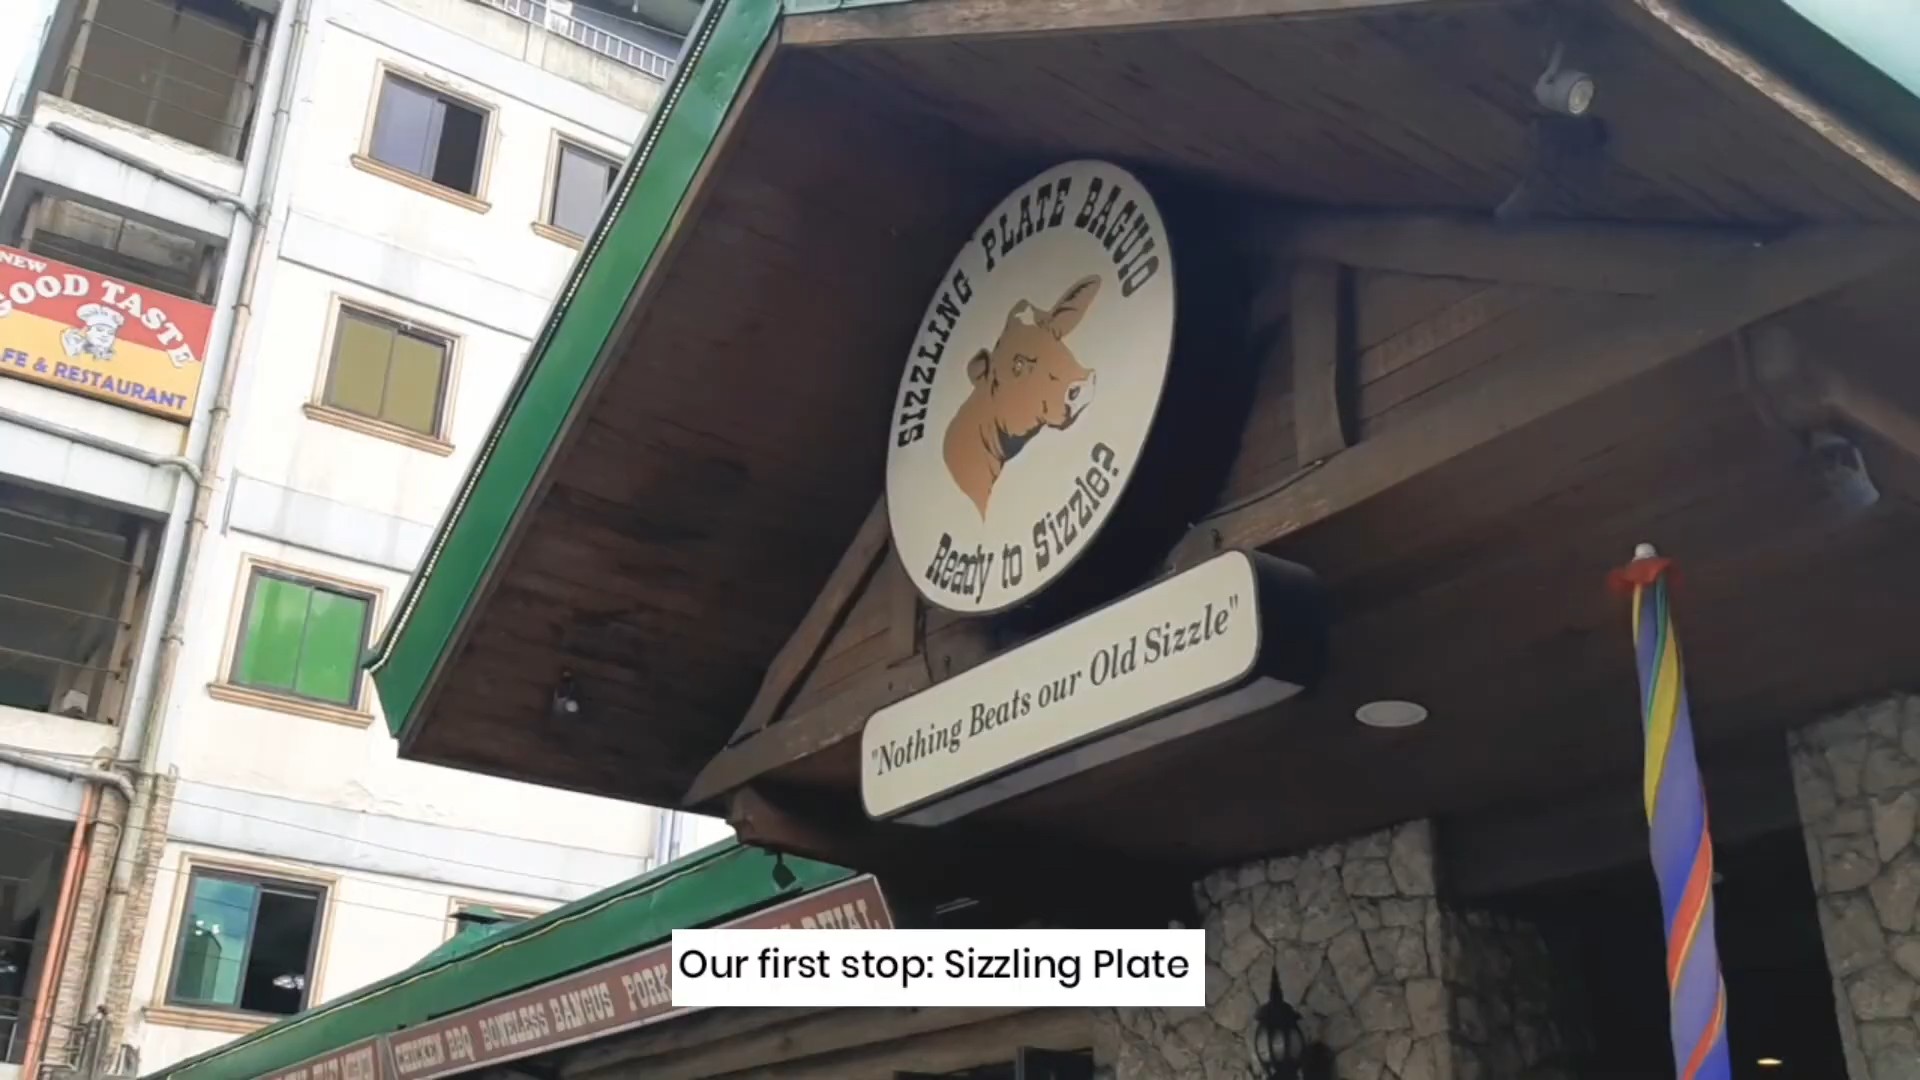 NEW
GOOD TASTE
& RESTAURANT
SIZZLING PLATE BAGUIO
Ready to Sizzle?
"Nothing Beats our Old Sizzle"
CHICKEN BBQ BONELESS BANGUS PORK
Our first stop: Sizzling Plate